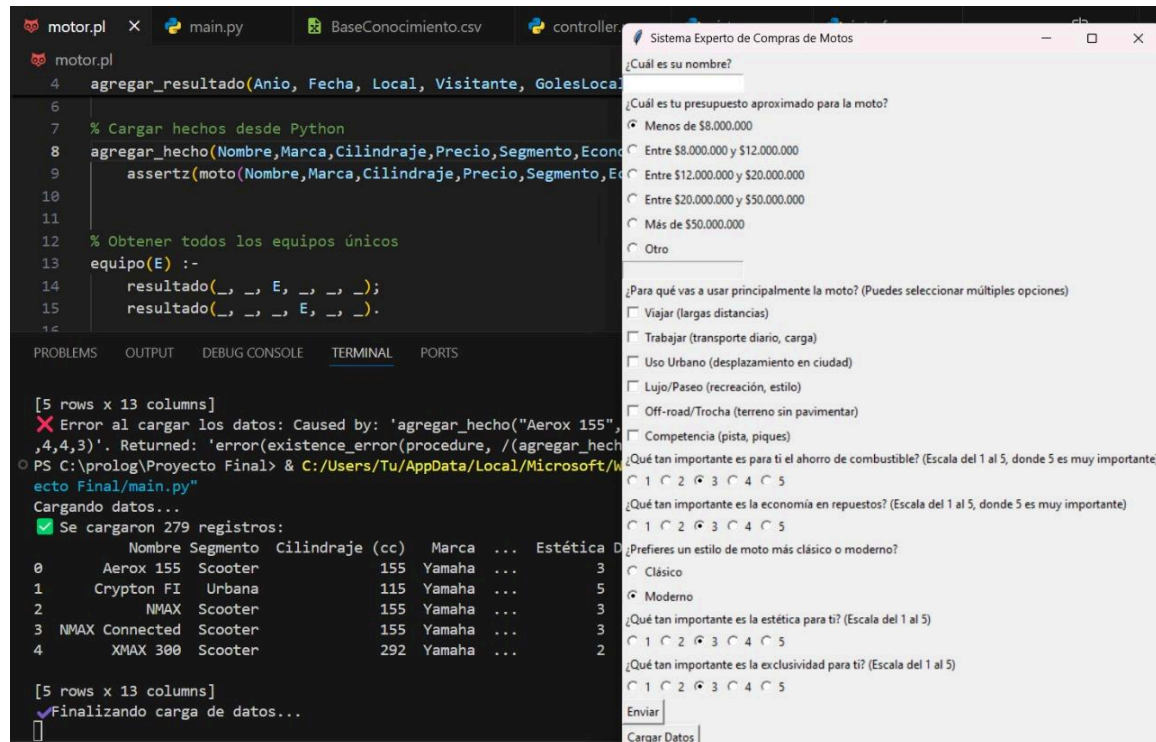 motor.pl
main.py
BaseConocimiento.csv
controller.
motor.pl
4 agregar_resultado(Anio, Fecha, Local, Visitante, GolesLocal
6
7 % Cargar hechos desde Python
8 agregar_hecho(Nombre,Marca,Cilindraje,Precio,Segmento,Econo
9 assertz(moto(Nombre,Marca,Cilindraje,Precio,Segmento,Ec
10
11
12 % Obtener todos los equipos únicos
13 equipo(E) :-
14 resultado(_, _, E, _, _, _);
15 resultado(_, _, _, E, _, _).
16
PROBLEMS OUTPUT DEBUG CONSOLE TERMINAL PORTS
[5 rows x 13 columns]
❌ Error al cargar los datos: Caused by: 'agregar_hecho("Aerox 155",
,4,4,3)'. Returned: 'error(existence_error(procedure, /(agregar_hech
PS C:\prolog\Proyecto Final> & C:/Users/Tu/AppData/Local/Microsoft/W
ecto Final/main.py"
Cargando datos...
✅ Se cargaron 279 registros:
Nombre Segmento Cilindraje (cc) Marca ... Estética D
0 Aerox 155 Scooter 155 Yamaha ... 3
1 Crypton FI Urbana 115 Yamaha ... 5
2 NMAX Scooter 155 Yamaha ... 3
3 NMAX Connected Scooter 155 Yamaha ... 3
4 XMAX 300 Scooter 292 Yamaha ... 2
[5 rows x 13 columns]
✔Finalizando carga de datos...
Sistema Experto de Compras de Motos
¿Cuál es su nombre?
¿Cuál es tu presupuesto aproximado para la moto?
Menos de $8.000.000
Entre $8.000.000 y $12.000.000
Entre $12.000.000 y $20.000.000
Entre $20.000.000 y $50.000.000
Más de $50.000.000
Otro
¿Para qué vas a usar principalmente la moto? (Puedes seleccionar múltiples opciones)
Viajar (largas distancias)
Trabajar (transporte diario, carga)
Uso Urbano (desplazamiento en ciudad)
Lujo/Paseo (recreación, estilo)
Off-road/Trocha (terreno sin pavimentar)
Competencia (pista, piques)
¿Qué tan importante es para ti el ahorro de combustible? (Escala del 1 al 5, donde 5 es muy importante)
1 2 3 4 5
¿Qué tan importante es la economía en repuestos? (Escala del 1 al 5, donde 5 es muy importante)
1 2 3 4 5
¿Prefieres un estilo de moto más clásico o moderno?
Clásico
Moderno
¿Qué tan importante es la estética para ti? (Escala del 1 al 5)
1 2 3 4 5
¿Qué tan importante es la exclusividad para ti? (Escala del 1 al 5)
1 2 3 4 5
Enviar
Cargar Datos